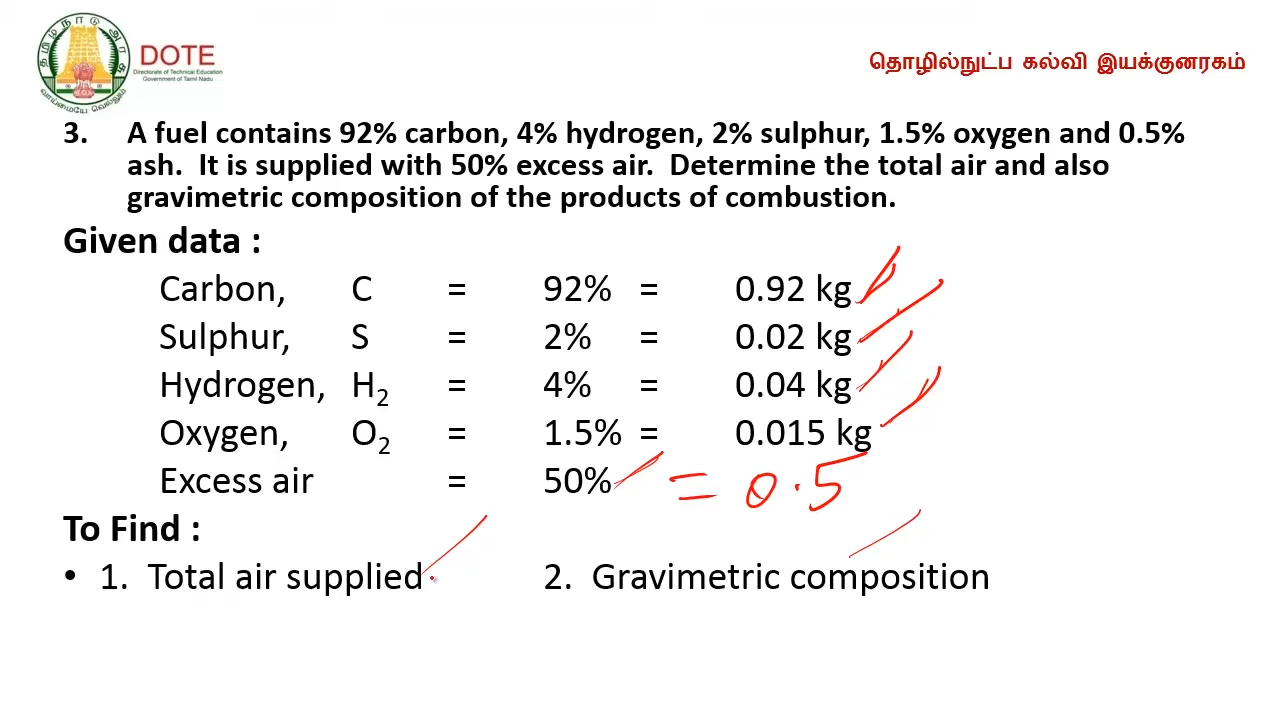 தமிழ்நாடு அரசு
வாய்மையே வெல்லும்
DOTE
Directorate of Technical Education
Government of Tamil Nadu
தொழில்நுட்ப கல்வி இயக்குனரகம்
3. A fuel contains 92% carbon, 4% hydrogen, 2% sulphur, 1.5% oxygen and 0.5%
ash. It is supplied with 50% excess air. Determine the total air and also
gravimetric composition of the products of combustion.
Given data :
Carbon, C = 92% = 0.92 kg
Sulphur, S = 2% = 0.02 kg
Hydrogen, H₂ = 4% = 0.04 kg
Oxygen, O₂ = 1.5% = 0.015 kg
Excess air = 50% = 0.5
To Find :
• 1. Total air supplied 2. Gravimetric composition